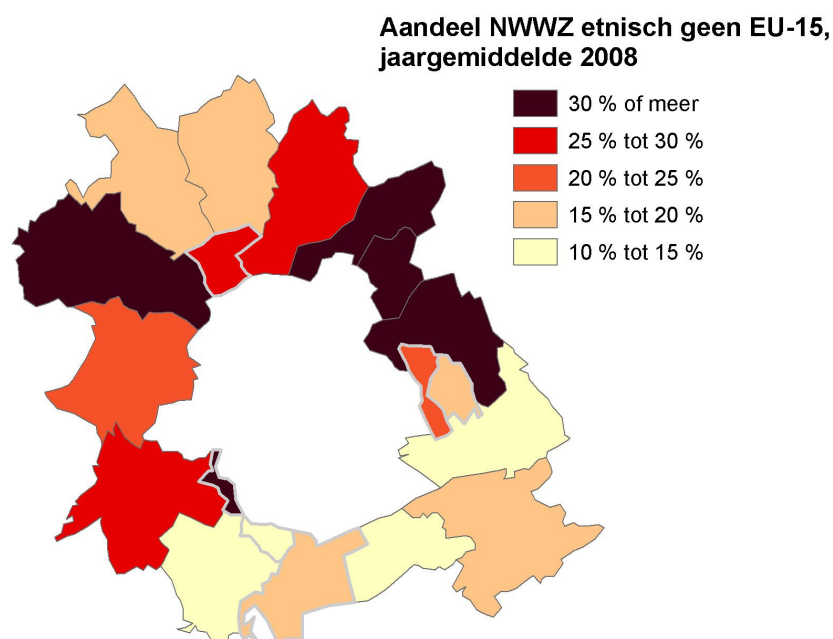 Aandeel NWWZ etnisch geen EU-15,
jaargemiddelde 2008
30 % of meer
25 % tot 30 %
20 % tot 25 %
15 % tot 20 %
10 % tot 15 %